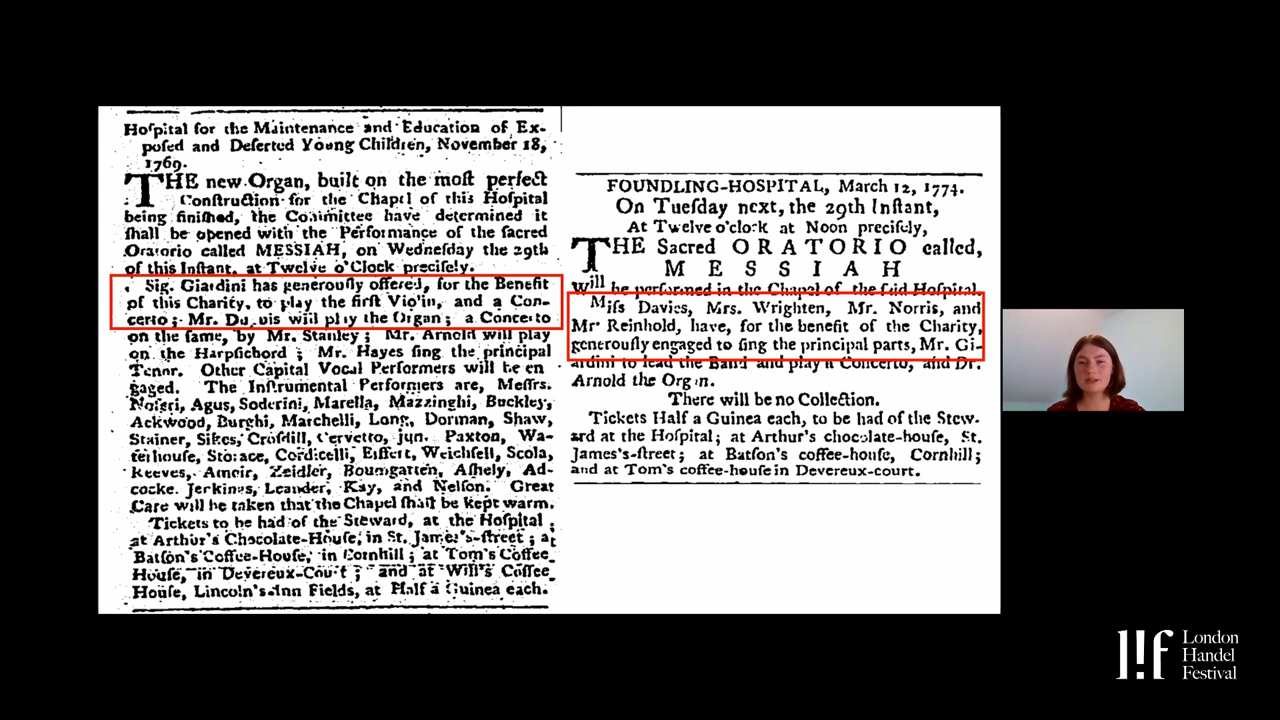 Hoſpital for the Maintenance and Education of Ex-
poſed and Deſerted Young Children, November 18,
1769.
THE new Organ, built on the moſt perfect
Conſtruction for the Chapel of this Hoſpital
being finiſhed, the Committee have determined it
ſhall be opened with the Performance of the ſacred
Oratorio called MESSIAH, on Wedneſday the 29th
of this Inſtant, at Twelve o'Clock preciſely.
Sig. Giardini has generouſly offered, for the Benefit
of this Charity, to play the firſt Violin, and a Con-
certo; Mr. Dupuis will play the Organ; a Concerto
on the ſame, by Mr. Stanley; Mr. Arnold will play
on the Harpſichord; Mr. Hayes ſing the principal
Tenor. Other Capital Vocal Performers will be en
gaged. The Inſtrumental Performers are, Meſſrs.
Agus, Soderini, Marella, Mazzinghi, Buckley,
Ackwood, Burghi, Marchelli, Long, Dorman, Shaw,
Stainer, Sikes, Croſdill, Cervetto, jun. Paxton, Wa-
terhouſe, Storace, Cordicelli, Eiffert, Weichſell, Scola,
Reeves, Zeidler, Baumgarten, Aſhely, Ad-
cocke. Jerkins, Leander, Kay, and Nelſon. Great
Care will be taken that the Chapel ſhall be kept warm.
Tickets to be had of the Steward, at the Hoſpital;
at Arthur's Chocolate-Houſe, in St. James's-ſtreet; at
Batſon's Coffee-Houſe, in Cornhill; at Tom's Coffee
Houſe, in Devereux-Court; and at Will's Coffee
Houſe, Lincoln's-Inn Fields, at Half a Guinea each.
FOUNDLING-HOSPITAL, March 12, 1774.
On Tueſday next, the 29th Inſtant,
At Twelve o'clock at Noon preciſely,
THE Sacred ORATORIO called,
MESSIAH
Will be performed in the Chapel of the ſaid Hoſpital.
Miſs Davies, Mrs. Wrighten, Mr. Norris, and
Mr Reinhold, have, for the benefit of the Charity,
generouſly engaged to ſing the principal parts, Mr. Gi-
ardini to lead the Band and play a Concerto, and Dr.
Arnold the Organ.
There will be no Collection.
Tickets Half a Guinea each, to be had of the Stew-
ard at the Hoſpital; at Arthur's chocolate-houſe, St.
James's-ſtreet; at Batſon's coffee-houſe, Cornhill;
and at Tom's coffee-houſe in Devereux-court.
l!f London
Handel
Festival